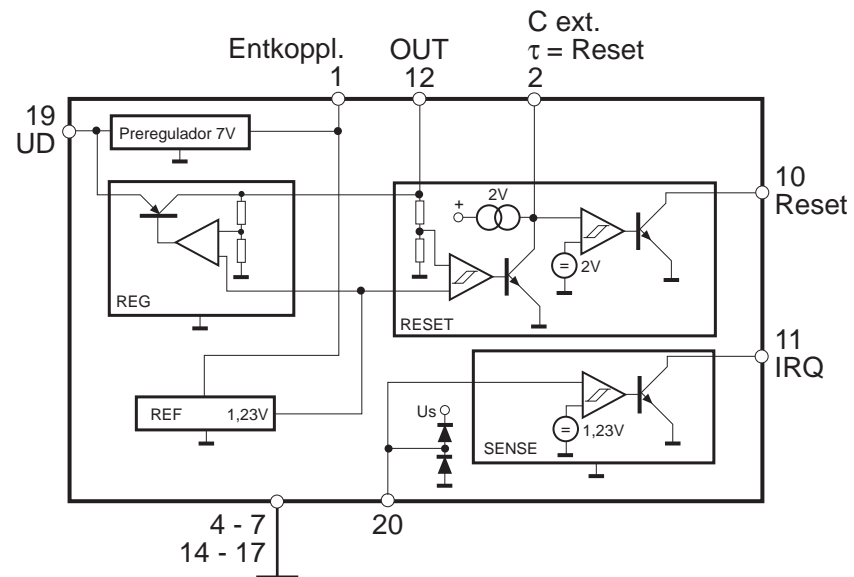 C ext.
Entkoppl. OUT τ = Reset
1 12 2
19
UD
Preregulador 7V
10
Reset
+ 2V
= 2V
REG
RESET
11
IRQ
REF 1,23V
Us
= 1,23V
SENSE
4 - 7 20
14 - 17